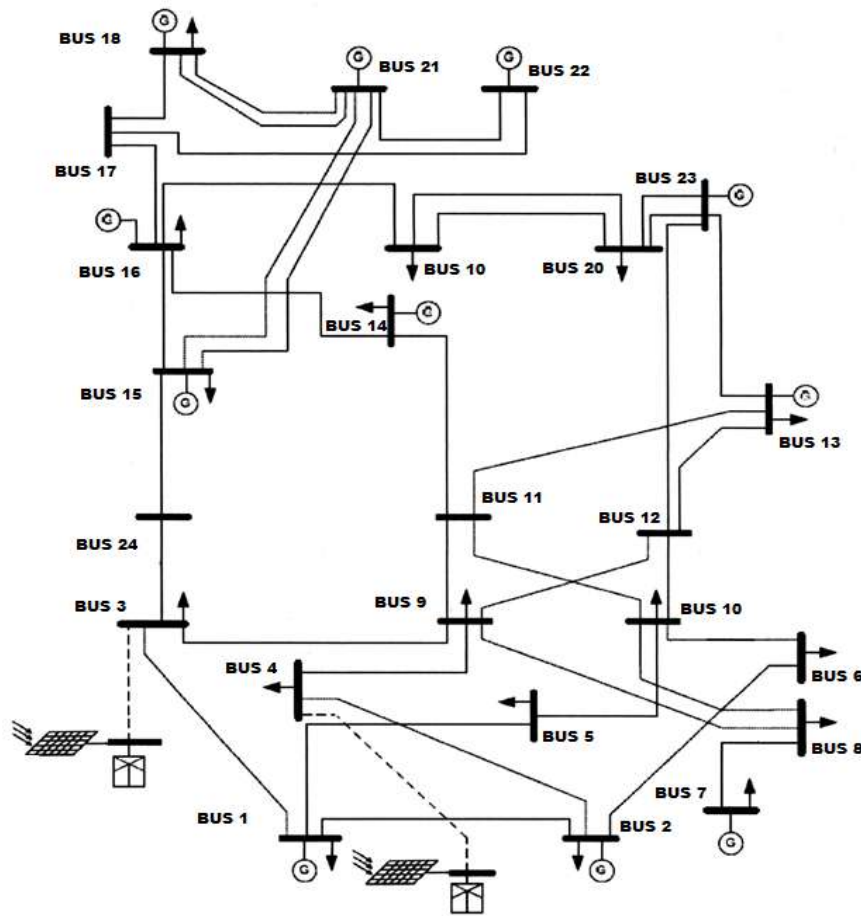 G
BUS 18
G
BUS 21
G
BUS 22
BUS 17
BUS 23
G
G
BUS 16
BUS 10
BUS 20
BUS 14
G
BUS 15
G
G
BUS 13
BUS 11
BUS 12
BUS 24
BUS 3
BUS 9
BUS 10
BUS 4
BUS 6
BUS 5
BUS 8
BUS 7
BUS 1
BUS 2
G
G
G